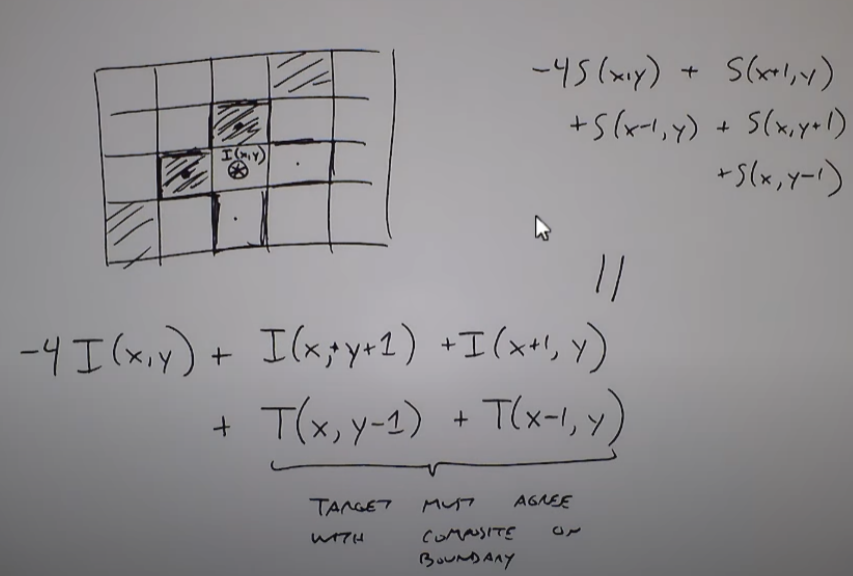 I(x,y)
-4S(x,y) + S(x+1,y)
+S(x-1,y) + S(x,y+1)
+S(x,y-1)
||
-4I(x,y) + I(x,y+1) +I(x+1,y)
+ T(x,y-1) + T(x-1,y)
TARGET MUST AGREE
WITH COMPOSITE ON
BOUNDARY